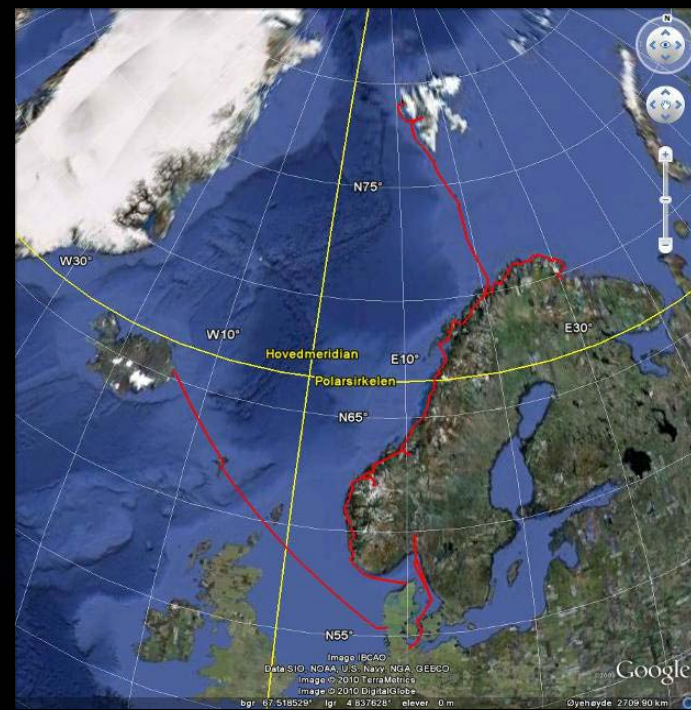 N
N75°
W30°
W10°
E30°
Hovedmeridian
E10°
Polarsirkelen
N65°
N55°
Image IBCAO
Data SIO, NOAA, U.S. Navy, NGA, GEBCO
Image © 2010 TerraMetrics
Image © 2010 DigitalGlobe
©2009 Google
bgr 67.518529° lgr 4.837628° elever 0 m Øyehøyde 2709.90 km